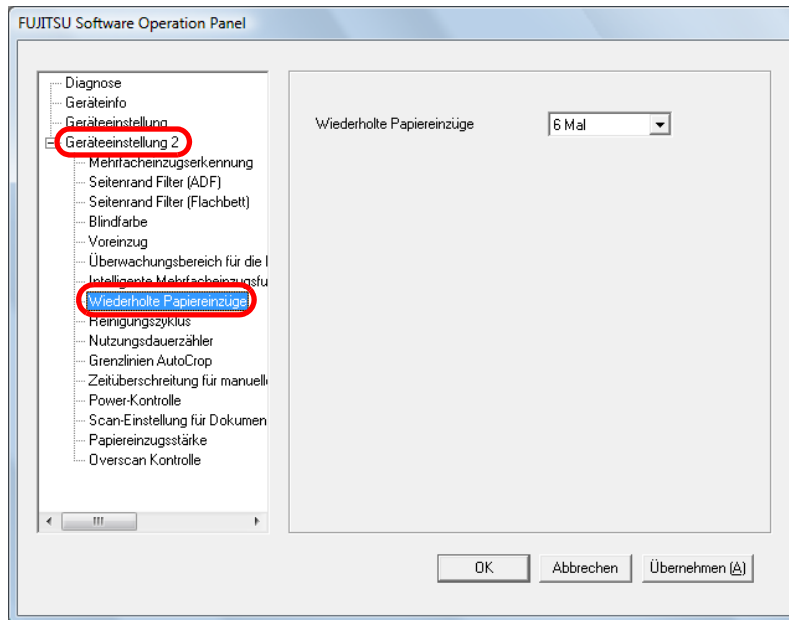 FUJITSU Software Operation Panel
Diagnose
Geräteinfo
Geräteeinstellung
Geräteeinstellung 2
Mehrfacheinzugserkennung
Seitenrand Filter (ADF)
Seitenrand Filter (Flachbett)
Blindfarbe
Voreinzug
Überwachungsbereich für die I
Intelligente Mehrfacheinzugsfu
Wiederholte Papiereinzüge
Reinigungszyklus
Nutzungsdauerzähler
Grenzlinien AutoCrop
Zeitüberschreitung für manuell
Power-Kontrolle
Scan-Einstellung für Dokumen
Papiereinzugsstärke
Overscan Kontrolle
Wiederholte Papiereinzüge 6 Mal
OK Abbrechen Übernehmen (A)